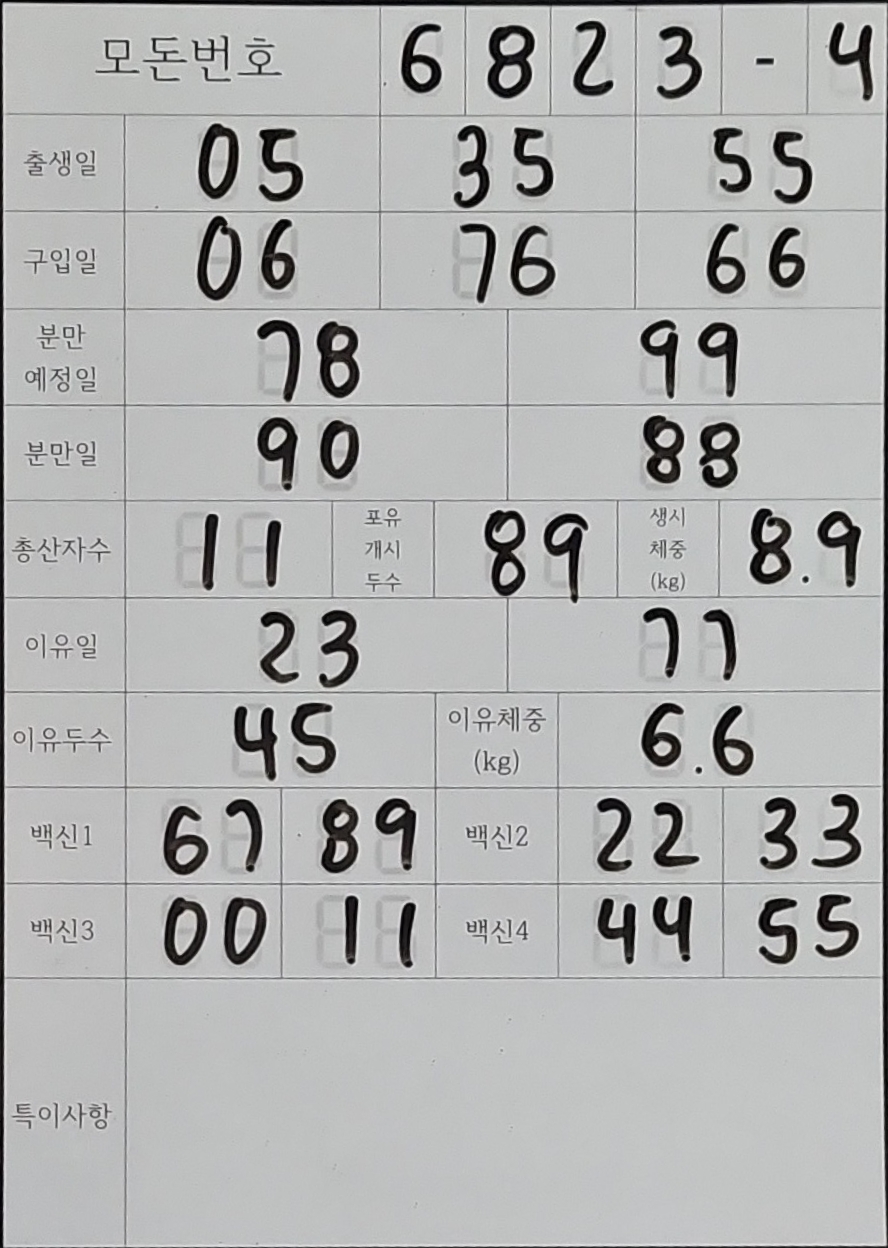 모돈번호 6 8 2 3 - 4
출생일 05 35 55
구입일 06 76 66
분만
예정일 78 99
분만일 90 88
총산자수 11 포유
개시
두수 89 생시
체중
(kg) 8.9
이유일 23 77
이유두수 45 이유체중
(kg) 6.6
백신1 67 89 백신2 22 33
백신3 00 11 백신4 44 55
특이사항